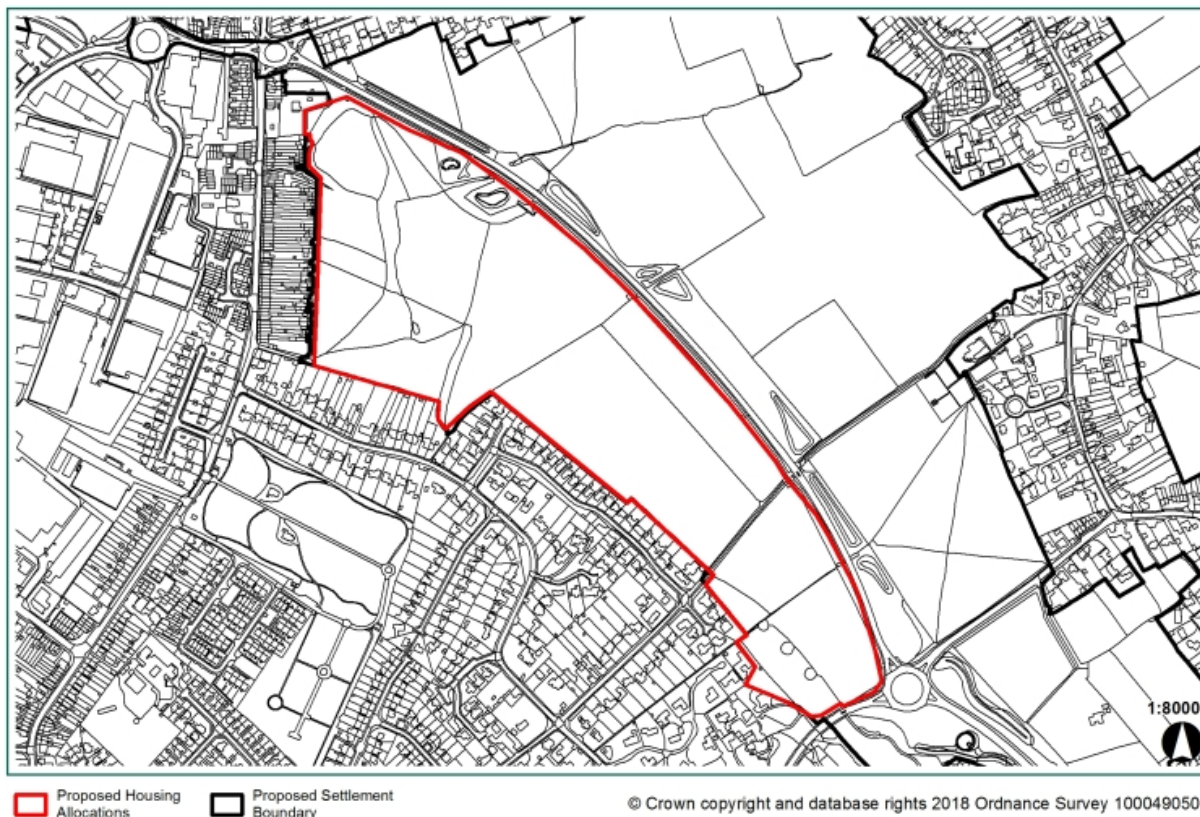 1:8000
Proposed Housing
Allocations
Proposed Settlement
Boundary
© Crown copyright and database rights 2018 Ordnance Survey 100049050